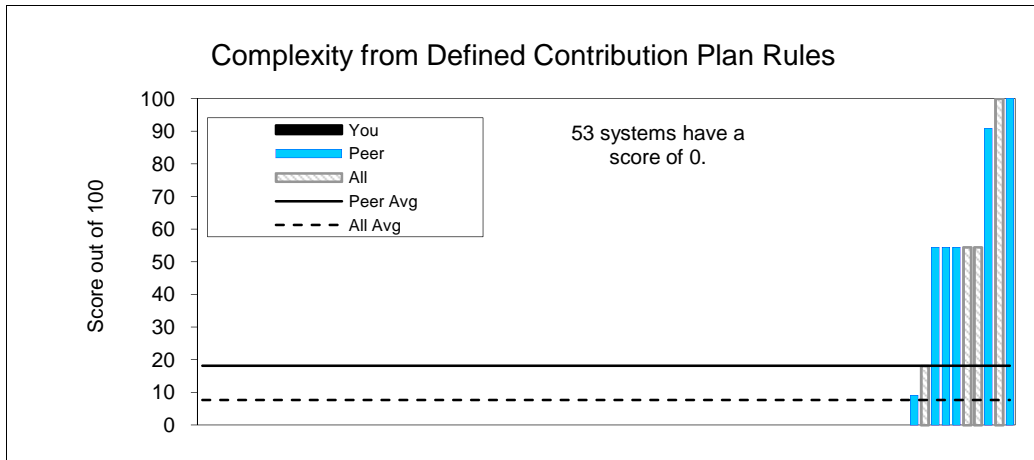 Complexity from Defined Contribution Plan Rules
100
90
80
70
60
50
40
30
20
10
0
Score out of 100
You
Peer
All
Peer Avg
All Avg
53 systems have a
score of 0.